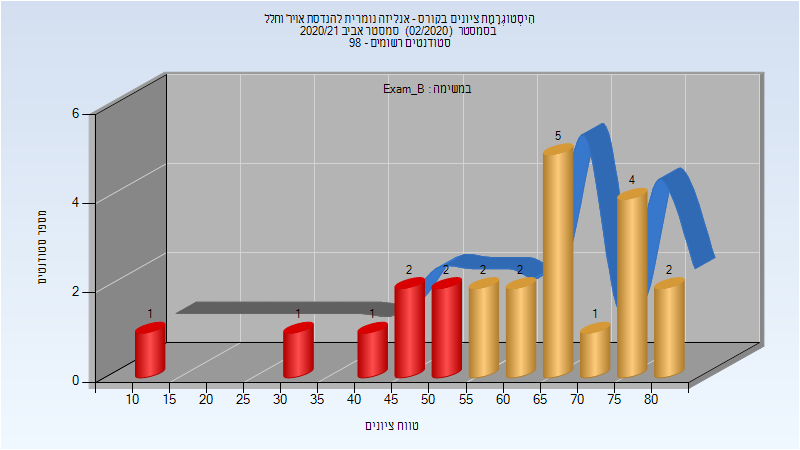 היסטוגרמת ציונים בקורס - אנליזה נומרית להנדסת אויר וחלל
בסמסטר (02/2020) סמסטר אביב 2020/21
סטודנטים רשומים - 98
במשימה : Exam_B
מספר סטודנטים
6
4
2
0
1
1
1
2
2
2
2
5
1
4
2
10 15 20 25 30 35 40 45 50 55 60 65 70 75 80
טווח ציונים